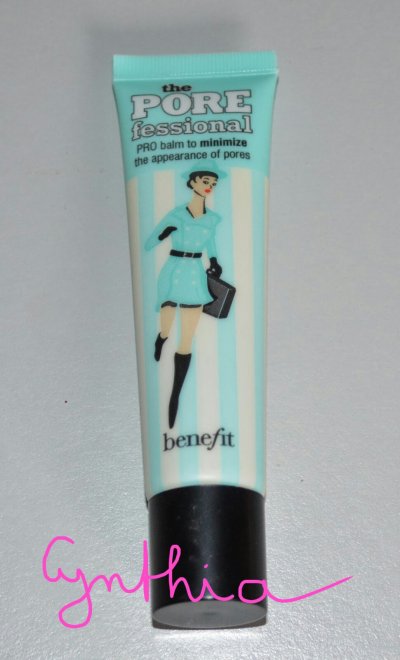 the
PORE
fessional
PRO balm to minimize
the appearance of pores
benefit
Cynthia